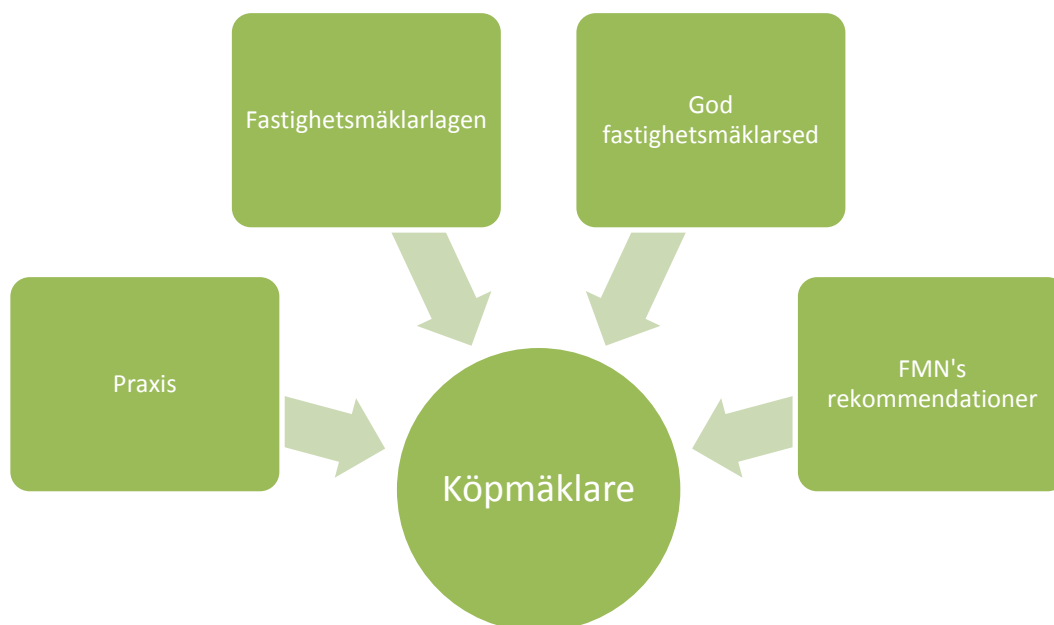 Fastighetsmäklarlagen
God
fastighetsmäklarsed
Praxis
FMN's
rekommendationer
Köpmäklare